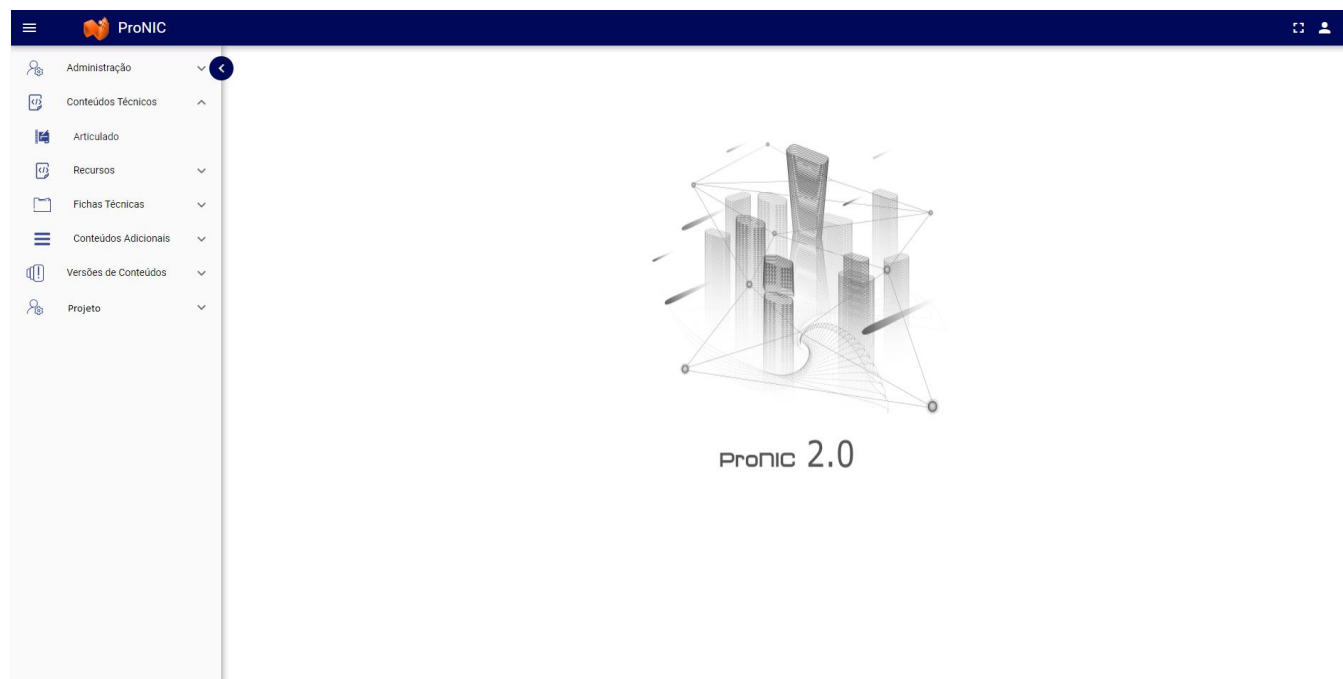 ProNIC
Administração
Conteúdos Técnicos
Articulado
Recursos
Fichas Técnicas
Conteúdos Adicionais
Versões de Conteúdos
Projeto
ProNIC 2.0